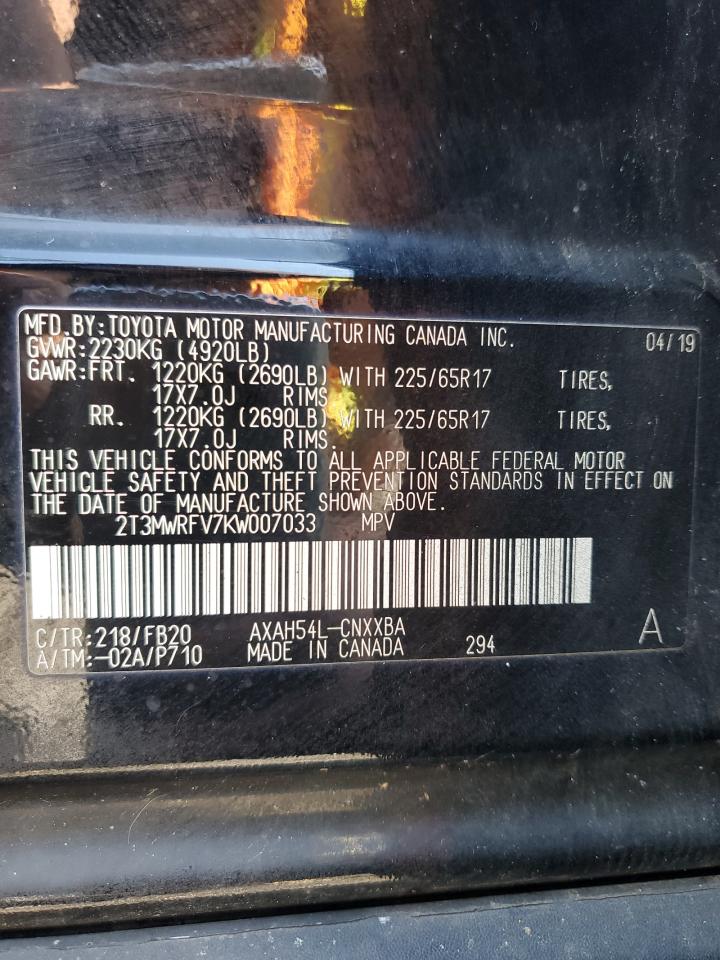 MFD.BY:TOYOTA MOTOR MANUFACTURING CANADA INC. 04/19
GVWR:2230KG (4920LB)
GAWR:FRT. 1220KG (2690LB) WITH 225/65R17 TIRES,
17X7.0J RIMS,
RR. 1220KG (2690LB) WITH 225/65R17 TIRES,
17X7.0J RIMS.
THIS VEHICLE CONFORMS TO ALL APPLICABLE FEDERAL MOTOR
VEHICLE SAFETY AND THEFT PREVENTION STANDARDS IN EFFECT ON
THE DATE OF MANUFACTURE SHOWN ABOVE.
2T3MWRFV7KW007033 MPV
C/TR:218/FB20 AXAH54L-CNXXBA
A/TM:-02A/P710 MADE IN CANADA 294 A